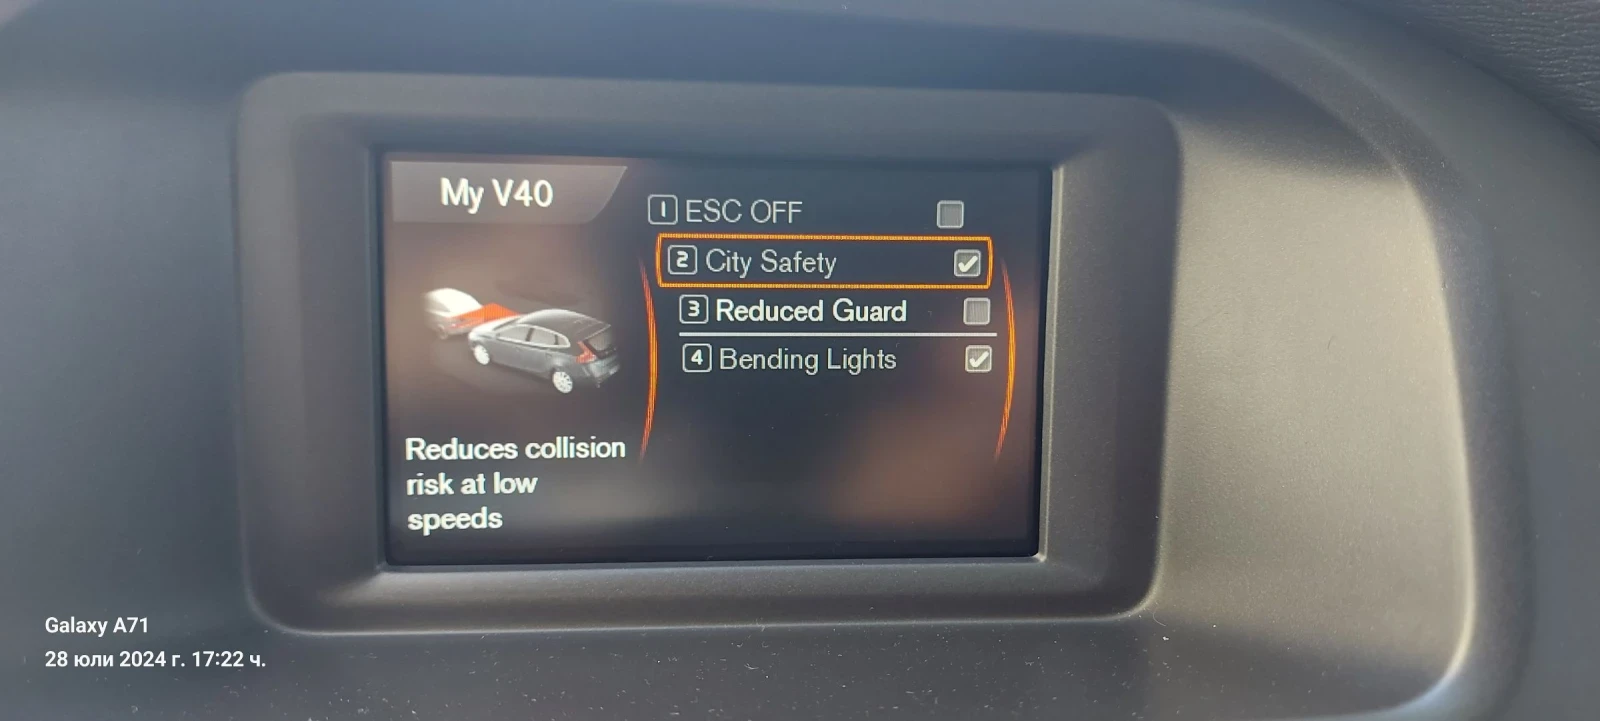 My V40
1 ESC OFF
2 City Safety
3 Reduced Guard
4 Bending Lights
Reduces collision
risk at low
speeds
Galaxy A71
28 юли 2024 г. 17:22 ч.